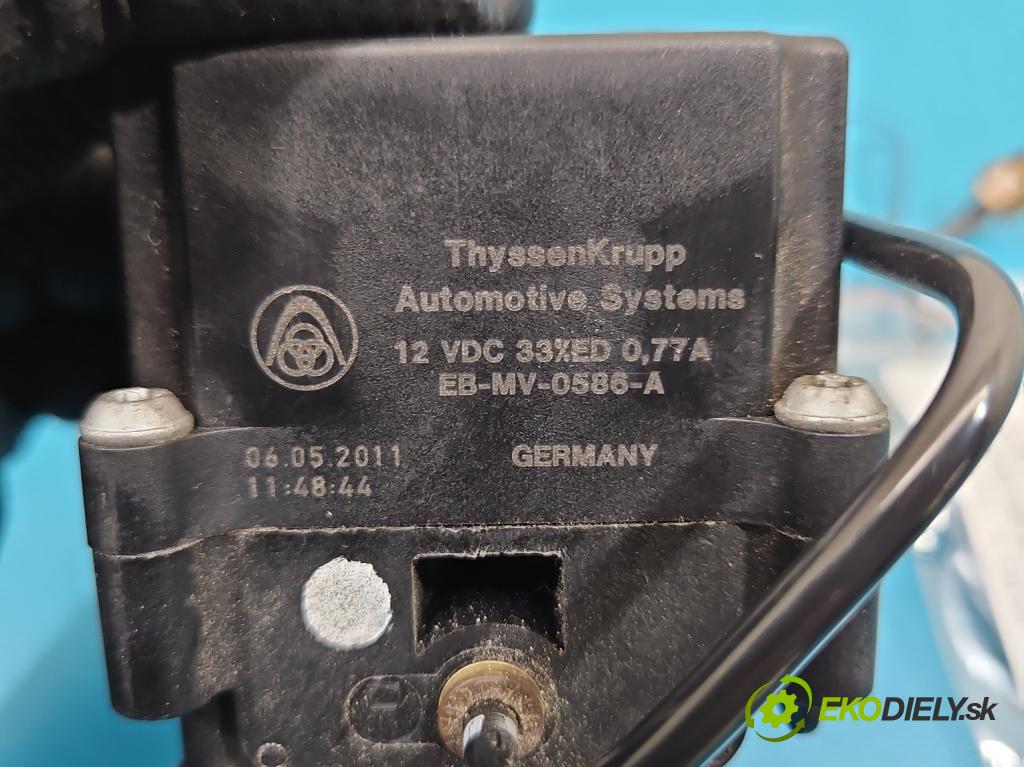 ThyssenKrupp
Automotive Systems
12 VDC 33%ED 0,77A
EB-MV-0586-A
06.05.2011
GERMANY
11:48:44
EKODIELY.sk